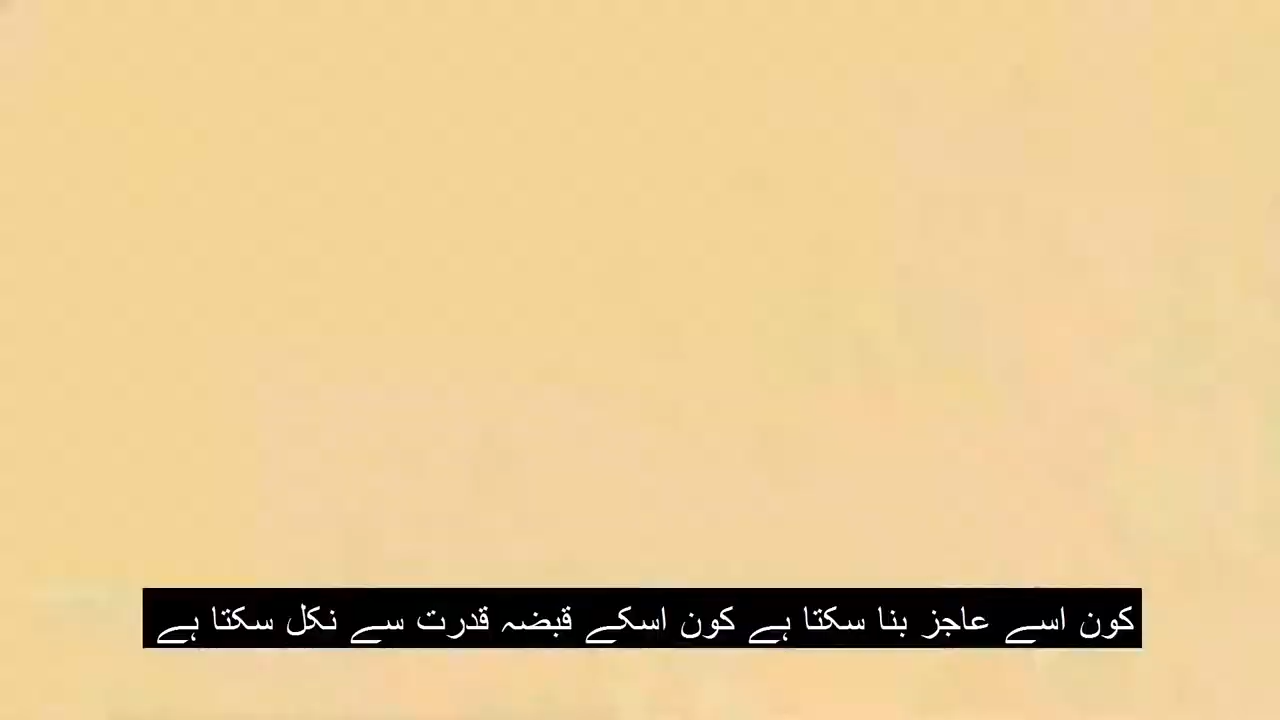 کون اسے عاجز بنا سکتا ہے کون اسکے قبضہ قدرت سے نکل سکتا ہے